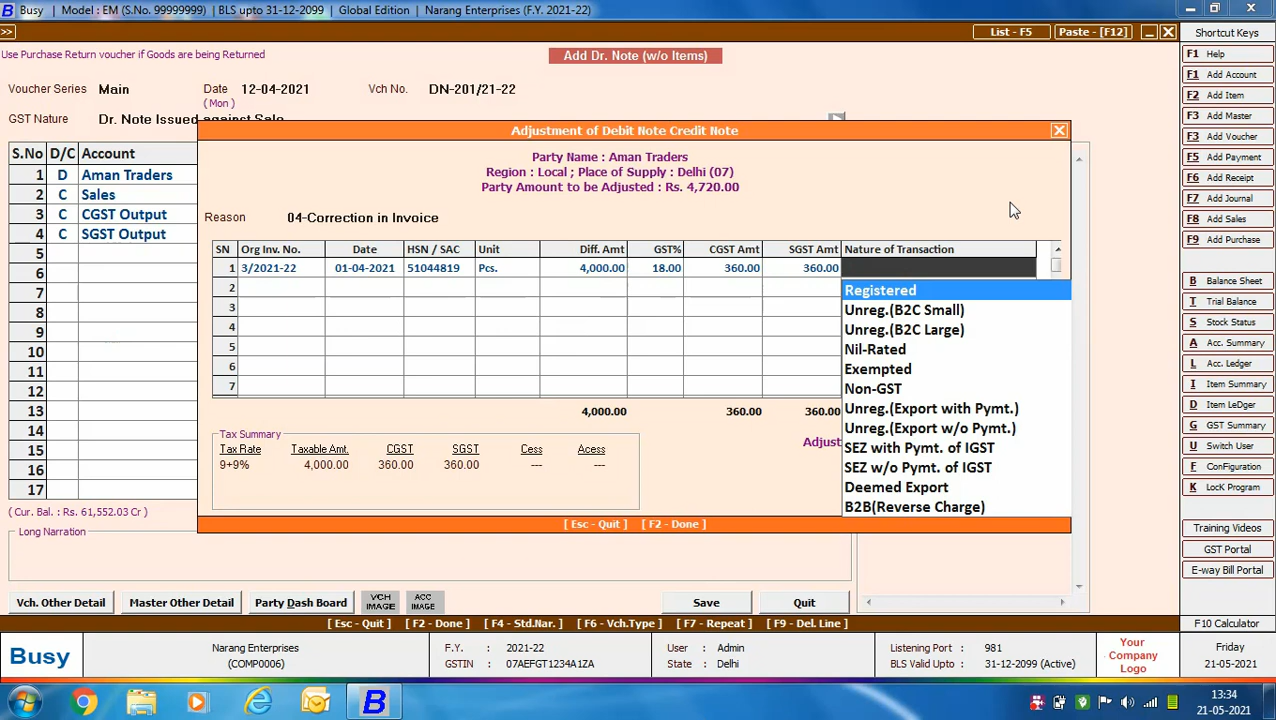 Busy | Model : EM (S.No. 99999999) | BLS upto 31-12-2099 | Global Edition | Narang Enterprises (F.Y. 2021-22)
>> List - F5 Paste - [F12]
Use Purchase Return voucher if Goods are being Returned
Add Dr. Note (w/o Items)
Voucher Series Main Date 12-04-2021 Vch No. DN-201/21-22
( Mon )
GST Nature Dr. Note Issued against Sale
S.No D/C Account
1 D Aman Traders
2 C Sales
3 C CGST Output
4 C SGST Output
5
6
7
8
9
10
11
12
13
14
15
16
17
( Cur. Bal. : Rs. 61,552.03 Cr )
Long Narration
Adjustment of Debit Note Credit Note
Party Name : Aman Traders
Region : Local ; Place of Supply : Delhi (07)
Party Amount to be Adjusted : Rs. 4,720.00
Reason 04-Correction in Invoice
SN Org Inv. No. Date HSN / SAC Unit Diff. Amt GST% CGST Amt SGST Amt Nature of Transaction
1 3/2021-22 01-04-2021 51044819 Pcs. 4,000.00 18.00 360.00 360.00
2
3
4
5
6
7
4,000.00 360.00 360.00
Registered
Unreg.(B2C Small)
Unreg.(B2C Large)
Nil-Rated
Exempted
Non-GST
Unreg.(Export with Pymt.)
Unreg.(Export w/o Pymt.)
SEZ with Pymt. of IGST
SEZ w/o Pymt. of IGST
Deemed Export
B2B(Reverse Charge)
Tax Summary
Tax Rate Taxable Amt. CGST SGST Cess Acess
9+9% 4,000.00 360.00 360.00 --- ---
Adjust
[ Esc - Quit ] [ F2 - Done ]
Vch. Other Detail Master Other Detail Party Dash Board VCH IMAGE ACC IMAGE Save Quit
[ Esc - Quit ] [ F2 - Done ] [ F4 - Std.Nar. ] [ F6 - Vch.Type ] [ F7 - Repeat ] [ F9 - Del. Line ]
Shortcut Keys
F1 Help
F1 Add Account
F2 Add Item
F3 Add Master
F3 Add Voucher
F5 Add Payment
F6 Add Receipt
F7 Add Journal
F8 Add Sales
F9 Add Purchase
B Balance Sheet
T Trial Balance
S Stock Status
A Acc. Summary
L Acc. Ledger
I Item Summary
D Item LeDger
G GST Summary
U Switch User
F ConFiguration
K LocK Program
Training Videos
GST Portal
E-way Bill Portal
F10 Calculator
Busy
Narang Enterprises
(COMP0006)
F.Y. : 2021-22
GSTIN : 07AEFGT1234A1ZA
User : Admin
State : Delhi
Listening Port : 981
BLS Valid Upto : 31-12-2099 (Active)
Your
Company
Logo
Friday
21-05-2021
13:34
21-05-2021